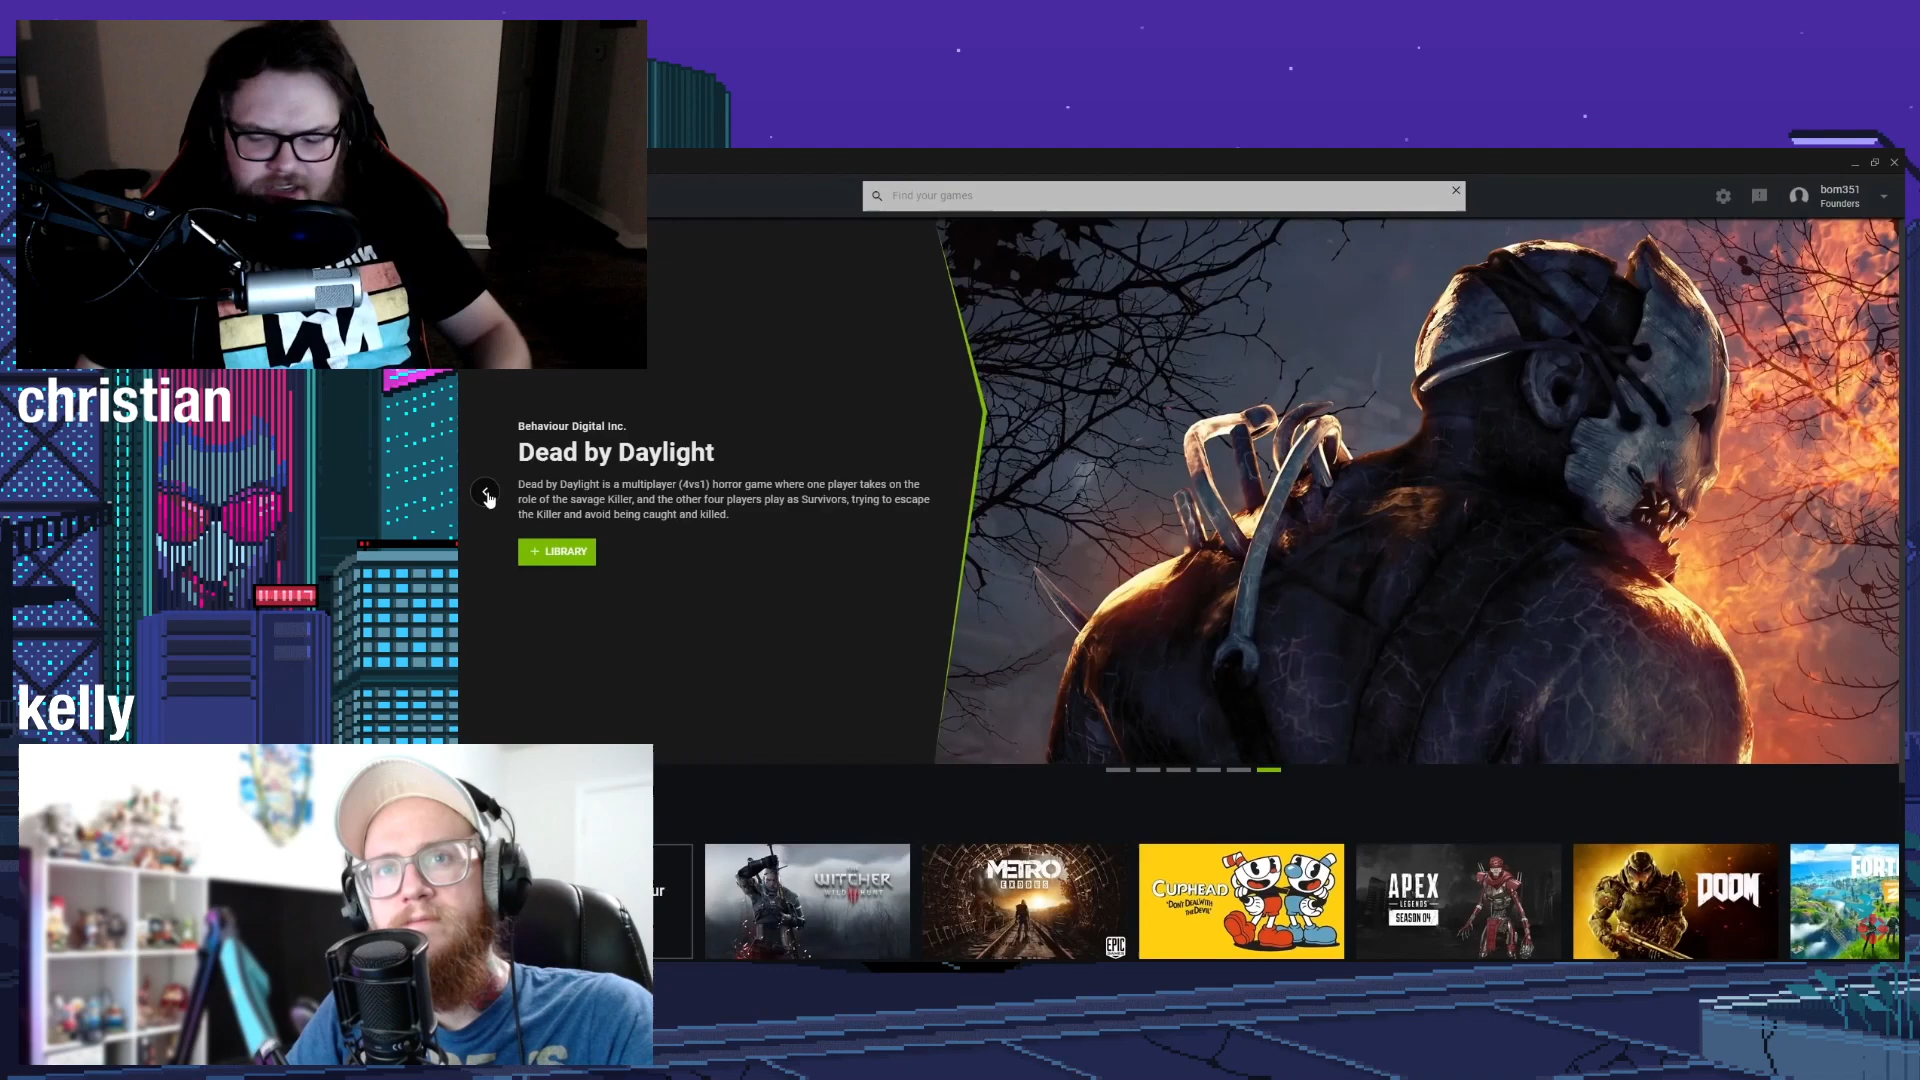 Find your games
bom351
Founders
christian
Behaviour Digital Inc.
Dead by Daylight
Dead by Daylight is a multiplayer (4vs1) horror game where one player takes on the
role of the savage Killer, and the other four players play as Survivors, trying to escape
the Killer and avoid being caught and killed.
+ LIBRARY
kelly
ur
WITCHER
WILD HUNT
METRO
EXODUS
EPIC
GAMES
CUPHEAD
"DON'T DEAL WITH
THE DEVIL"
APEX
LEGENDS
SEASON 04
DOOM
FORT